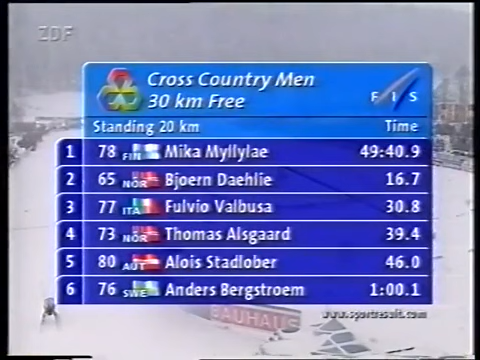 ZDF
Cross Country Men
30 km Free
FIS
Standing 20 km Time
1 78 FIN Mika Myllylae 49:40.9
2 65 NOR Bjoern Daehlie 16.7
3 77 ITA Fulvio Valbusa 30.8
4 73 NOR Thomas Alsgaard 39.4
5 80 AUT Alois Stadlober 46.0
6 76 SWE Anders Bergstroem 1:00.1
www.sportresult.com
BAUHAUS